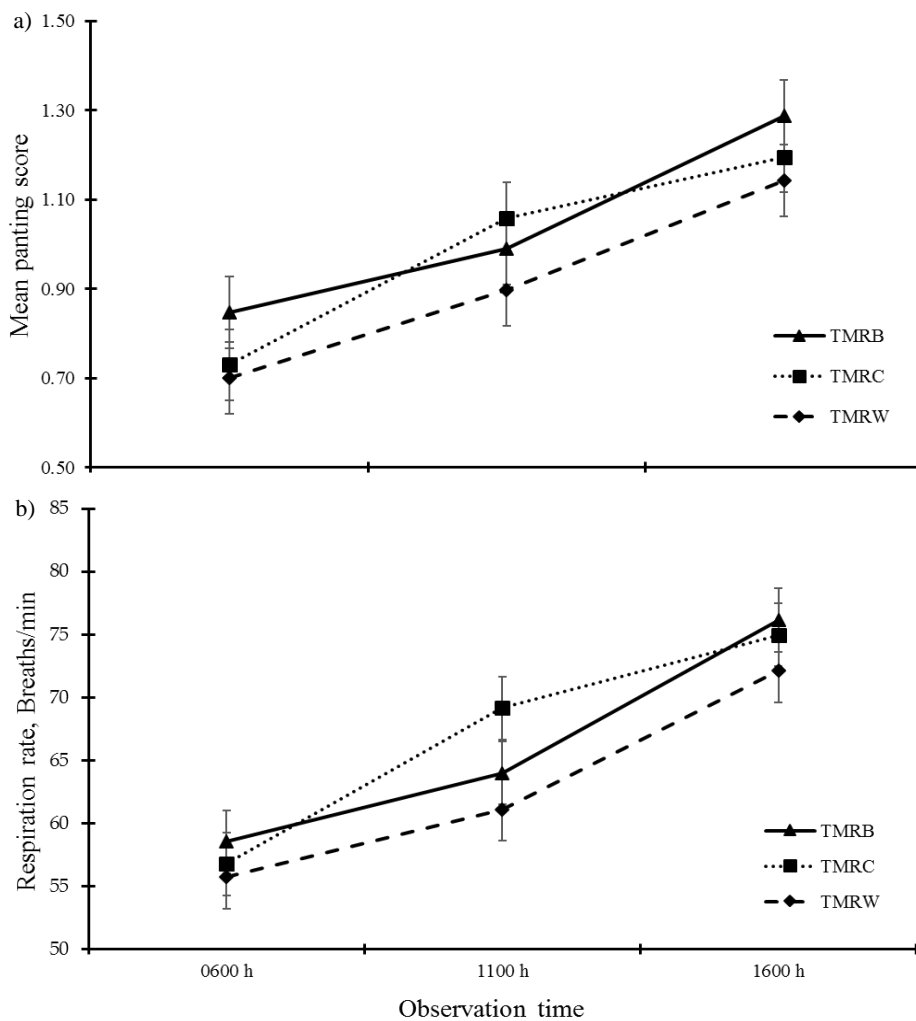 a)
1.50
1.30
1.10
0.90
0.70
0.50
Mean panting score
TMRB
TMRC
TMRW
b)
85
80
75
70
65
60
55
50
Respiration rate, Breaths/min
TMRB
TMRC
TMRW
0600 h 1100 h 1600 h
Observation time